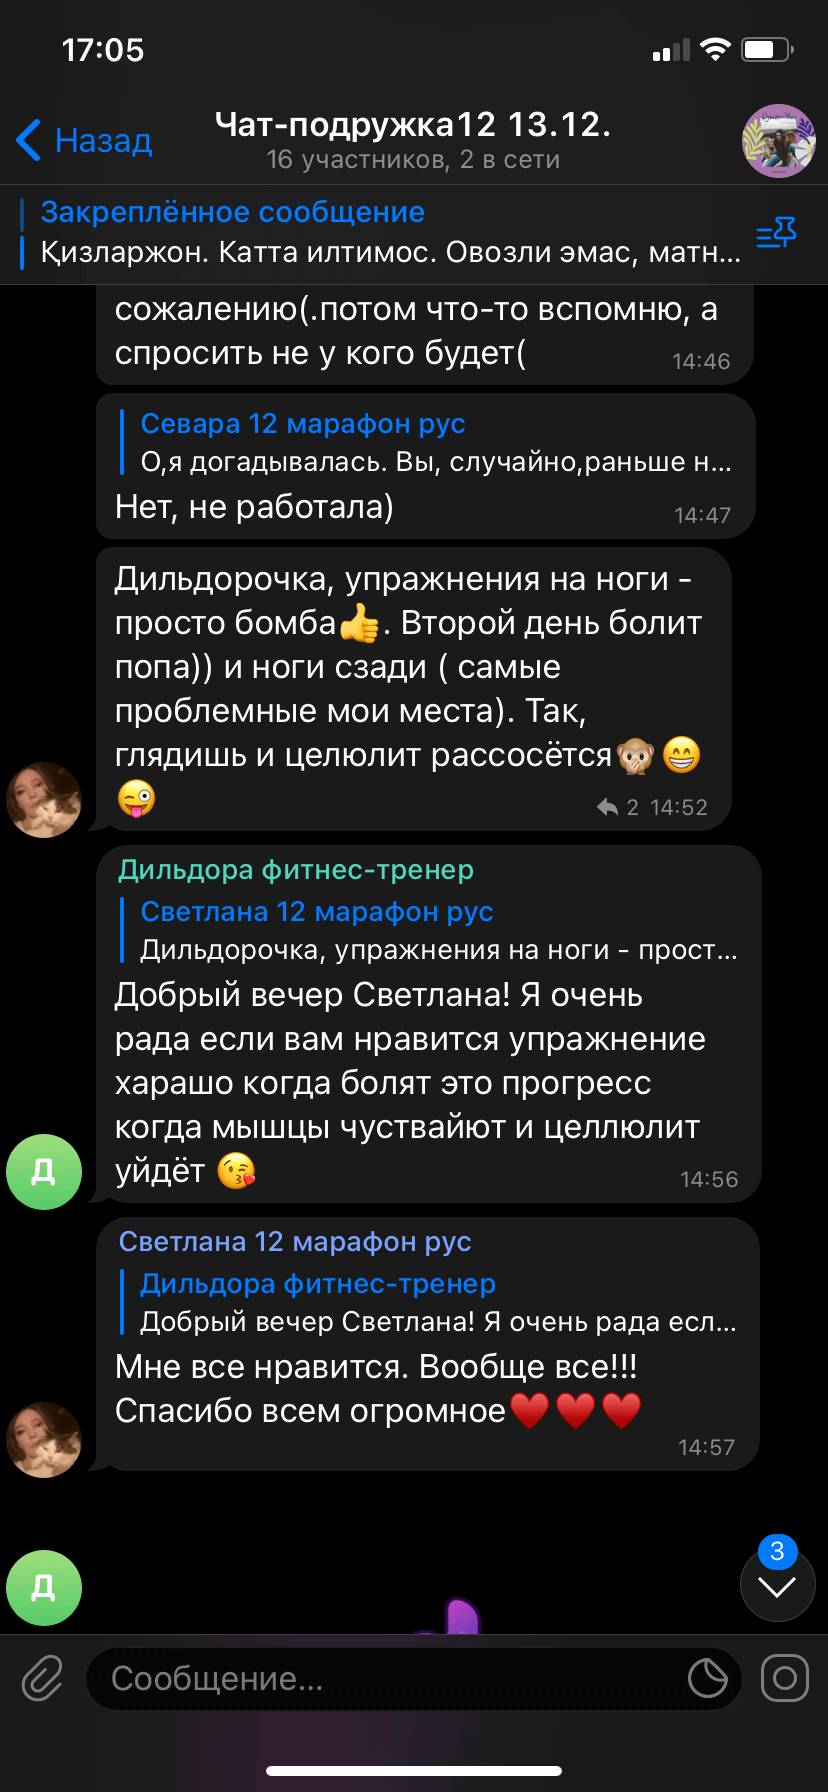 17:05
Назад
Чат-подружка12 13.12.
16 участников, 2 в сети
Закреплённое сообщение
Қизларжон. Катта илтимос. Овозли эмас, матн...
сожалению(.потом что-то вспомню, а
спросить не у кого будет(
14:46
Севара 12 марафон рус
О,я догадывалась. Вы, случайно,раньше н...
Нет, не работала)
14:47
Дильдорочка, упражнения на ноги -
просто бомба👍. Второй день болит
попа)) и ноги сзади ( самые
проблемные мои места). Так,
глядишь и целюлит рассосётся🙊😁
😜
2 14:52
Дильдора фитнес-тренер
Светлана 12 марафон рус
Дильдорочка, упражнения на ноги - прост...
Добрый вечер Светлана! Я очень
рада если вам нравится упражнение
харашо когда болят это прогресс
когда мышцы чуствайют и целлюлит
уйдёт 😘
14:56
Д
Светлана 12 марафон рус
Дильдора фитнес-тренер
Добрый вечер Светлана! Я очень рада есл...
Мне все нравится. Вообще все!!!
Спасибо всем огромное♥️♥️♥️
14:57
Д
3
Сообщение...